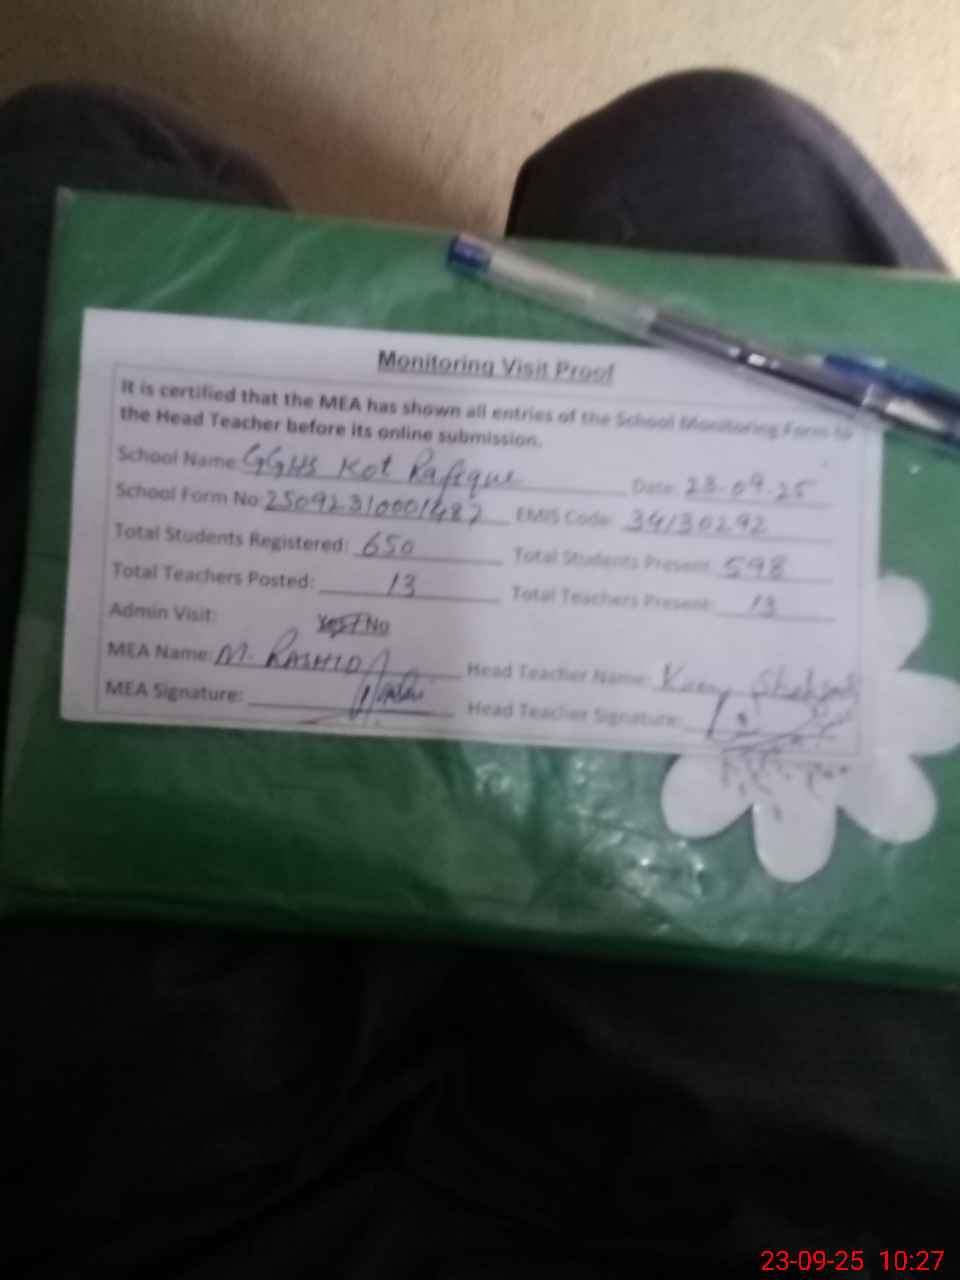 Monitoring Visit Proof
It is certified that the MEA has shown all entries of the School Monitoring Form to
the Head Teacher before its online submission.
School Name: GGHS Kot Rafique Date: 23-09-25
School Form No: 25092310001487 EMIS Code: 34130292
Total Students Registered: 650 Total Students Present: 598
Total Teachers Posted: 13 Total Teachers Present: 13
Admin Visit: Yes/No
MEA Name: M. RASHID Head Teacher Name:
MEA Signature: Head Teacher Signature:
23-09-25 10:27